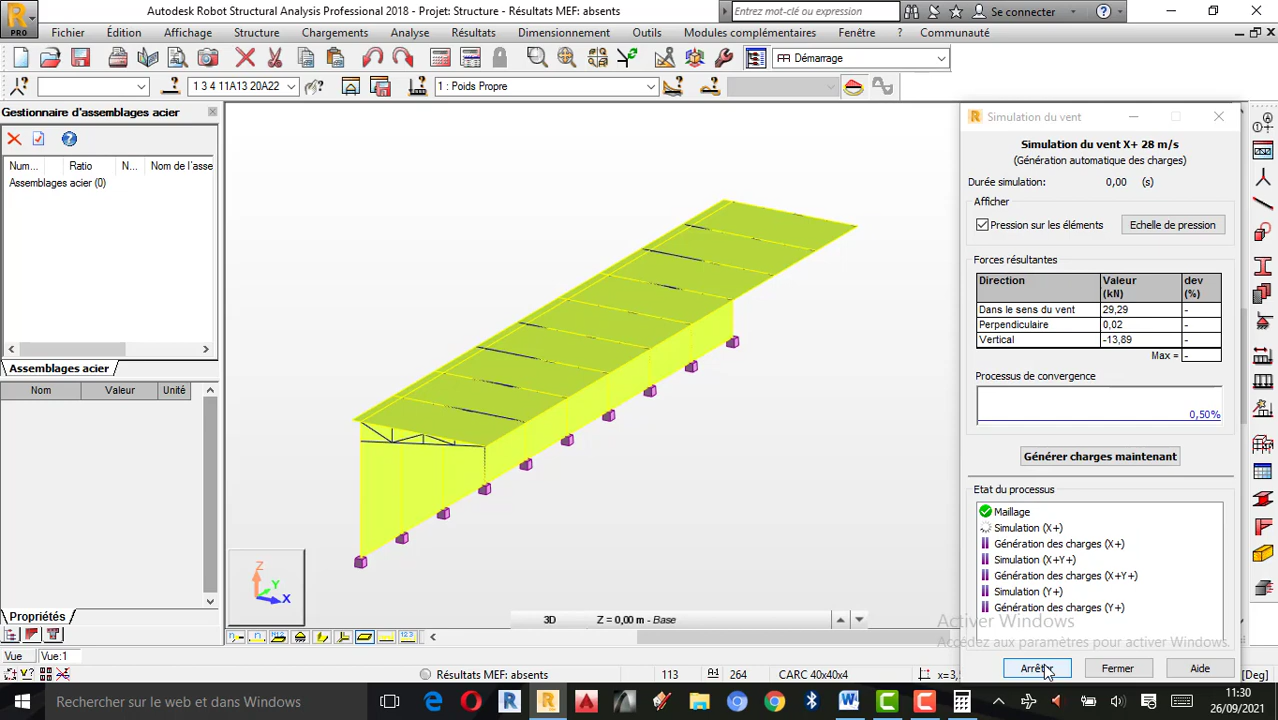 Autodesk Robot Structural Analysis Professional 2018 - Projet: Structure - Résultats MEF: absents
Entrez mot-clé ou expression
Se connecter
PRO
Fichier Édition Affichage Structure Chargements Analyse Résultats Dimensionnement Outils Modules complémentaires Fenêtre ? Communauté
Démarrage
1 3 4 11A13 20A22
1 : Poids Propre
Gestionnaire d'assemblages acier
Num... Ratio N... Nom de l'asse
Assemblages acier (0)
Assemblages acier
Nom Valeur Unité
Propriétés
Z
Y
X
3D Z = 0,00 m - Base
Simulation du vent
Simulation du vent X+ 28 m/s
(Génération automatique des charges)
Durée simulation: 0,00 (s)
Afficher
Pression sur les éléments
Echelle de pression
Forces résultantes
Direction Valeur (kN) dev (%)
Dans le sens du vent 29,29 -
Perpendiculaire 0,02 -
Vertical -13,89 -
Max = -
Processus de convergence
0,50%
Générer charges maintenant
Etat du processus
Maillage
Simulation (X+)
Génération des charges (X+)
Simulation (X+Y+)
Génération des charges (X+Y+)
Simulation (Y+)
Génération des charges (Y+)
Activer Windows
Accédez aux paramètres pour activer Windows.
Fermer
Aide
Vue Vue:1
Résultats MEF: absents 113 264 CARC 40x4 x=3,
Rechercher sur le web et dans Windows
11:30
26/09/2021